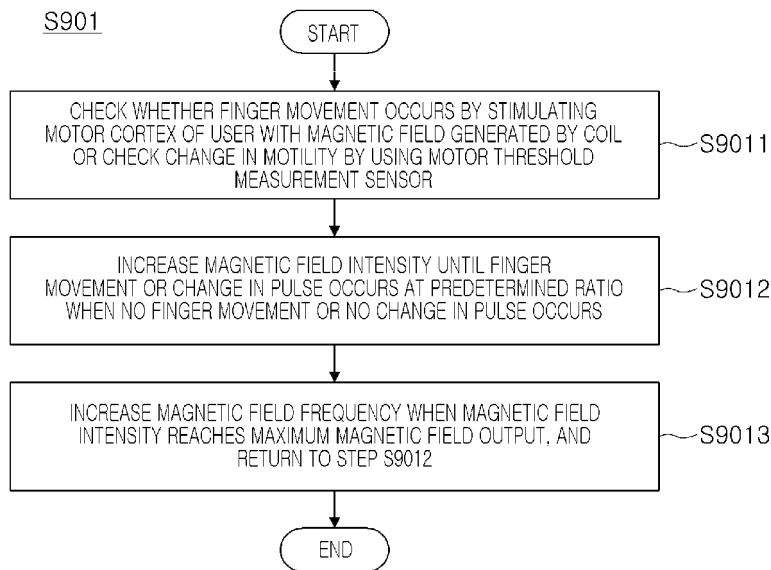 S901
START
CHECK WHETHER FINGER MOVEMENT OCCURS BY STIMULATING
MOTOR CORTEX OF USER WITH MAGNETIC FIELD GENERATED BY COIL
OR CHECK CHANGE IN MOTILITY BY USING MOTOR THRESHOLD
MEASUREMENT SENSOR
S9011
INCREASE MAGNETIC FIELD INTENSITY UNTIL FINGER
MOVEMENT OR CHANGE IN PULSE OCCURS AT PREDETERMINED RATIO
WHEN NO FINGER MOVEMENT OR NO CHANGE IN PULSE OCCURS
S9012
INCREASE MAGNETIC FIELD FREQUENCY WHEN MAGNETIC FIELD
INTENSITY REACHES MAXIMUM MAGNETIC FIELD OUTPUT, AND
RETURN TO STEP S9012
S9013
END